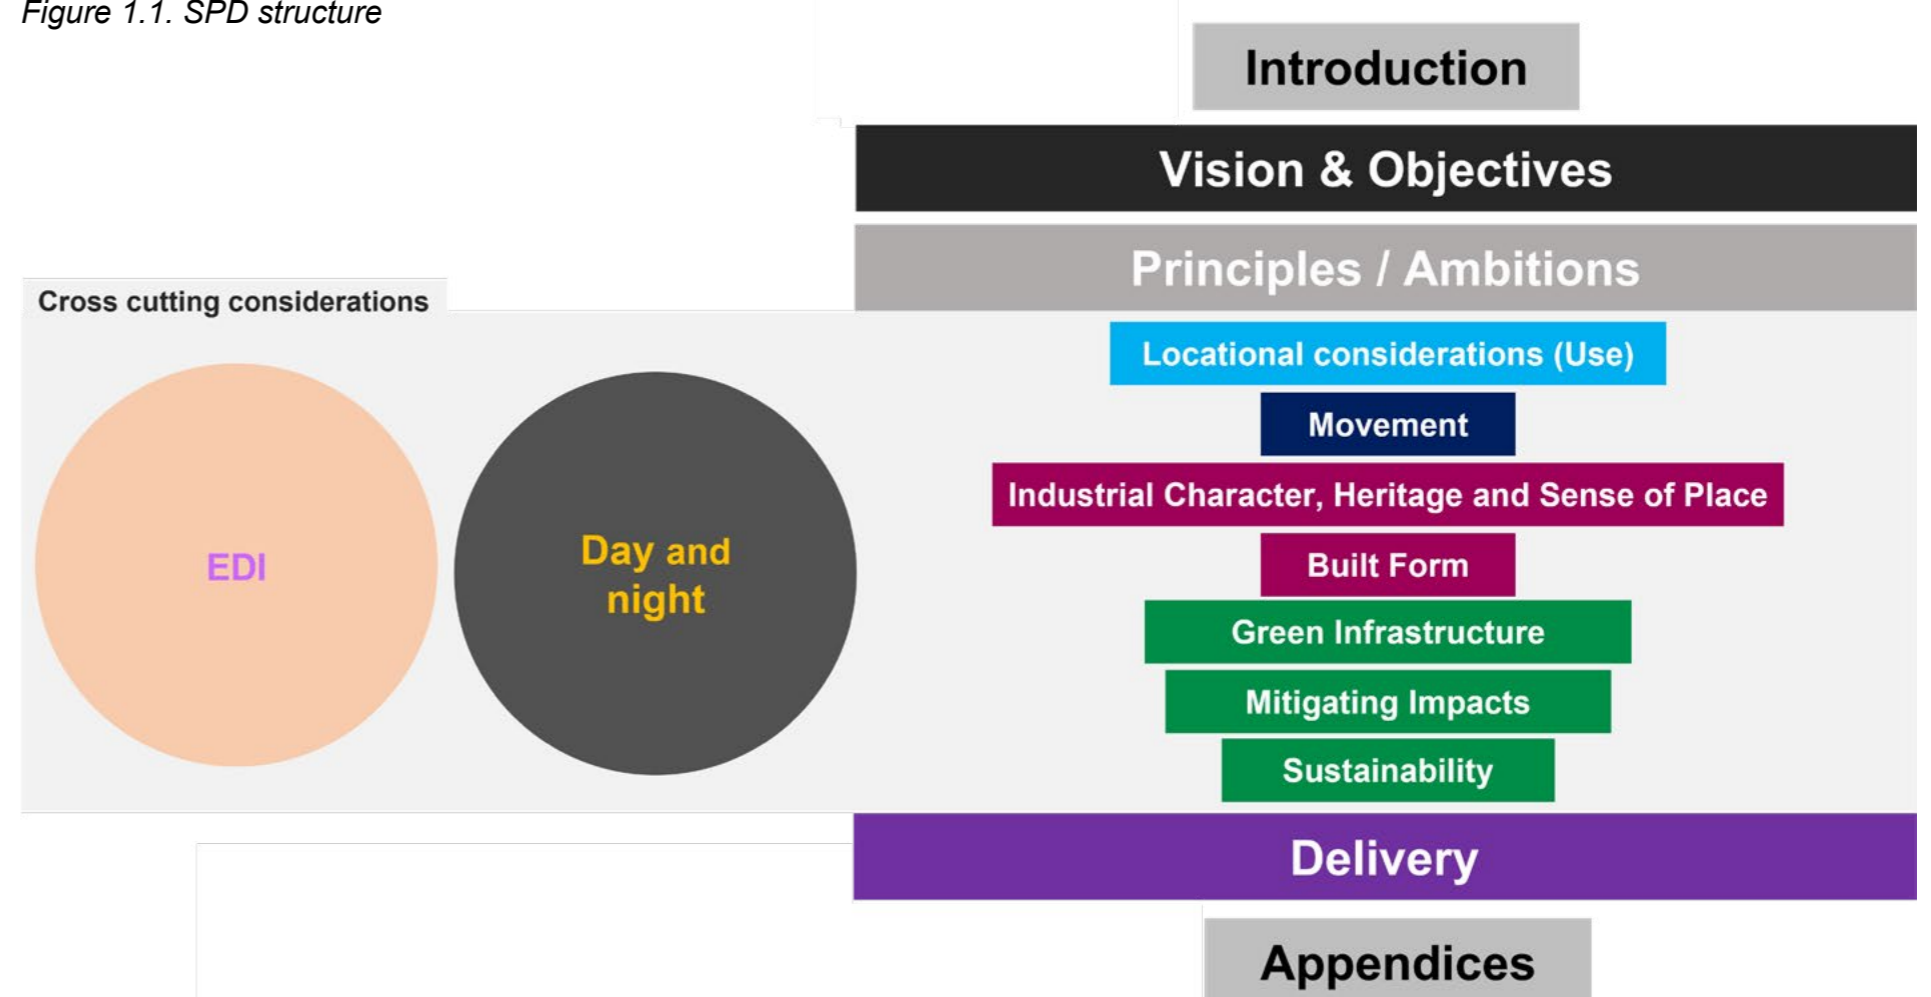 Figure 1.1. SPD structure
Introduction
Vision & Objectives
Principles / Ambitions
Cross cutting considerations
EDI
Day and
night
Locational considerations (Use)
Movement
Industrial Character, Heritage and Sense of Place
Built Form
Green Infrastructure
Mitigating Impacts
Sustainability
Delivery
Appendices